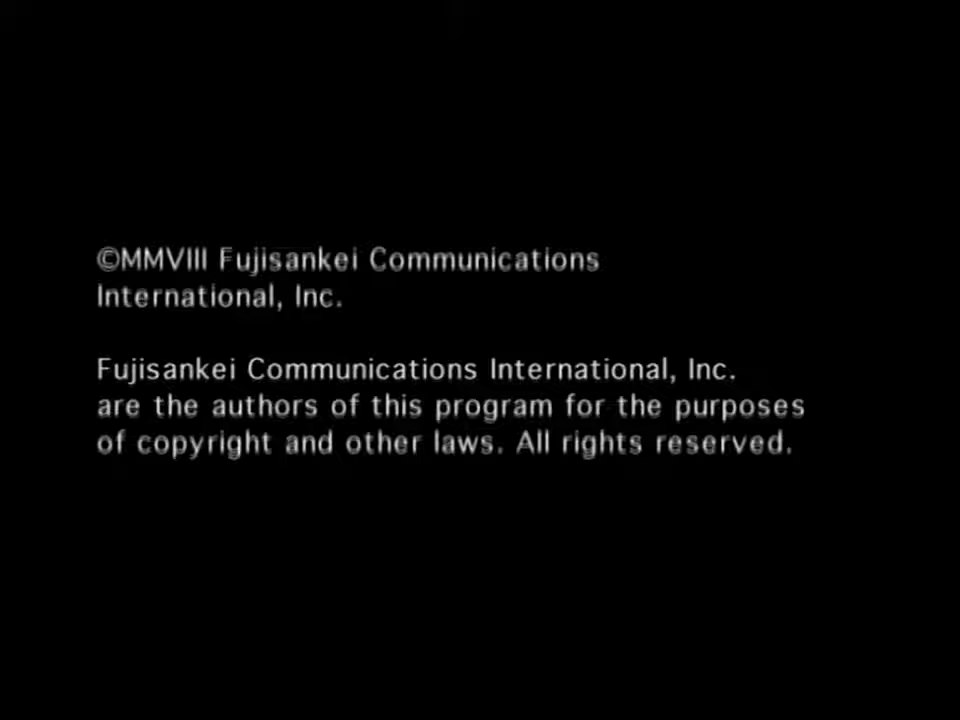 ©MMVIII Fujisankei Communications
International, Inc.
Fujisankei Communications International, Inc.
are the authors of this program for the purposes
of copyright and other laws. All rights reserved.